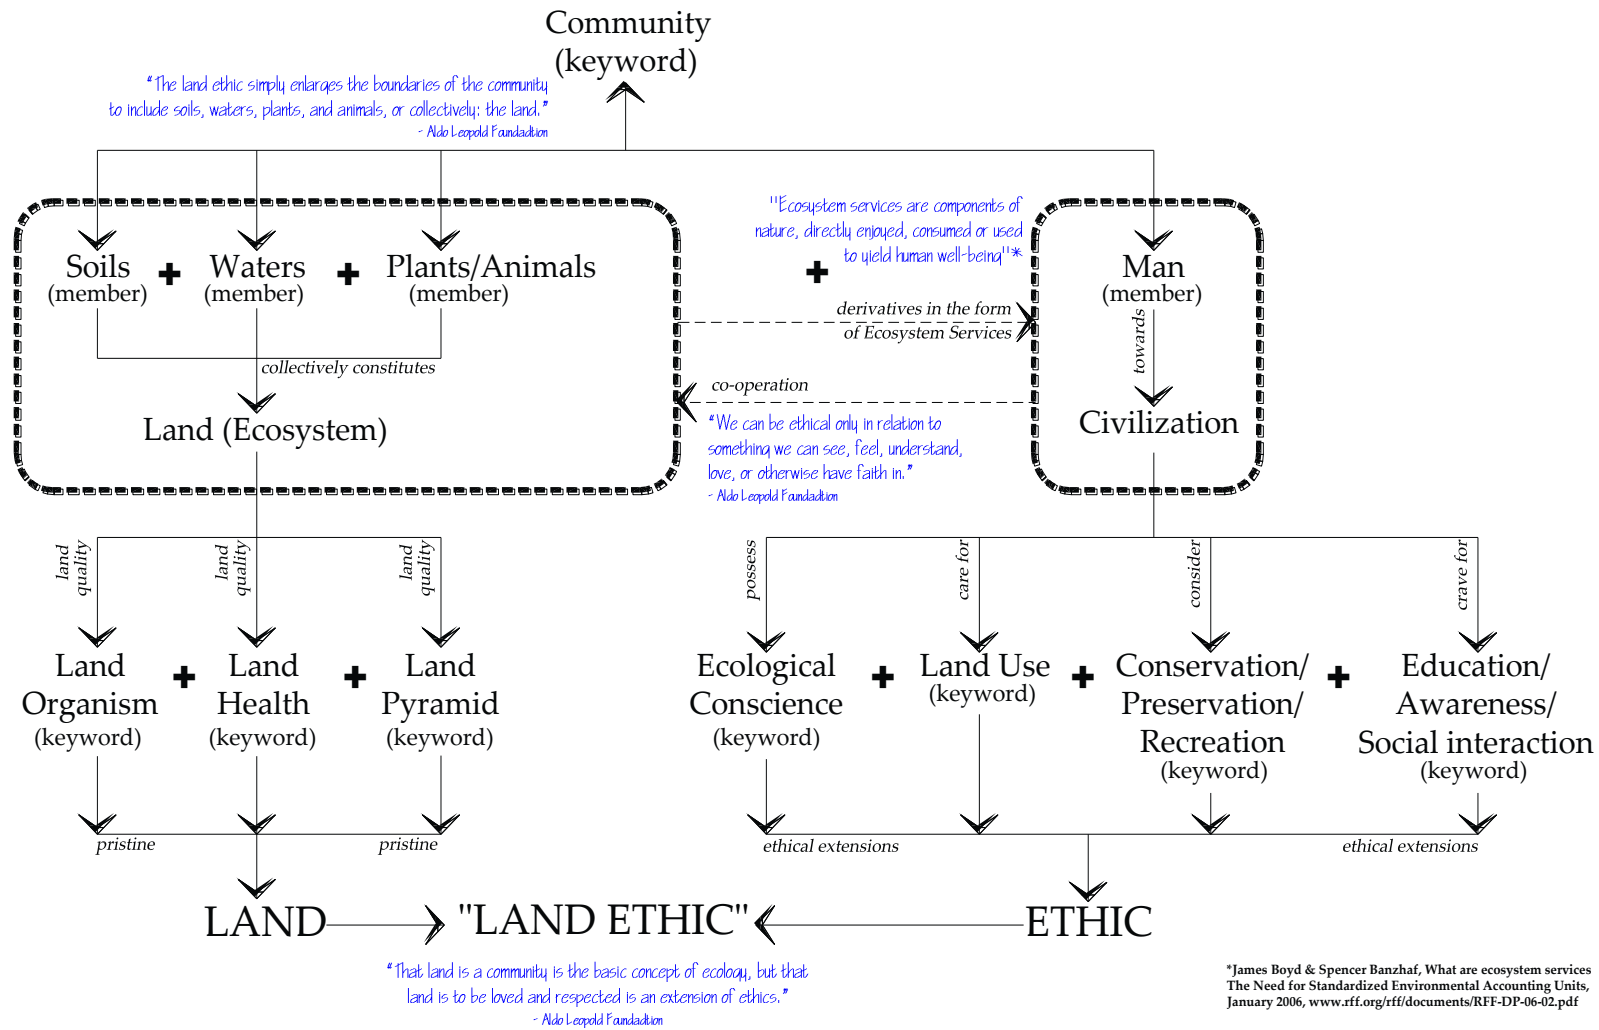 Community
(keyword)
“The land ethic simply enlarges the boundaries of the community
to include soils, waters, plants, and animals, or collectively: the land.”
- Aldo Leopold Foundadtion
"Ecosystem services are components of
nature, directly enjoyed, consumed or used
to yield human well-being"*
Soils
(member)
+
Waters
(member)
+
Plants/Animals
(member)
+
Man
(member)
derivatives in the form
of Ecosystem Services
towards
collectively constitutes
co-operation
Land (Ecosystem)
Civilization
“We can be ethical only in relation to
something we can see, feel, understand,
love, or otherwise have faith in.”
- Aldo Leopold Foundadtion
land
quality
land
quality
land
quality
possess
care for
consider
crave for
Land
Organism
(keyword)
+
Land
Health
(keyword)
+
Land
Pyramid
(keyword)
Ecological
Conscience
(keyword)
+
Land Use
(keyword)
+
Conservation/
Preservation/
Recreation
(keyword)
+
Education/
Awareness/
Social interaction
(keyword)
pristine
pristine
ethical extensions
ethical extensions
LAND
"LAND ETHIC"
ETHIC
“That land is a community is the basic concept of ecology, but that
land is to be loved and respected is an extension of ethics.”
- Aldo Leopold Foundadtion
*James Boyd & Spencer Banzhaf, What are ecosystem services
The Need for Standardized Environmental Accounting Units,
January 2006, www.rff.org/rff/documents/RFF-DP-06-02.pdf